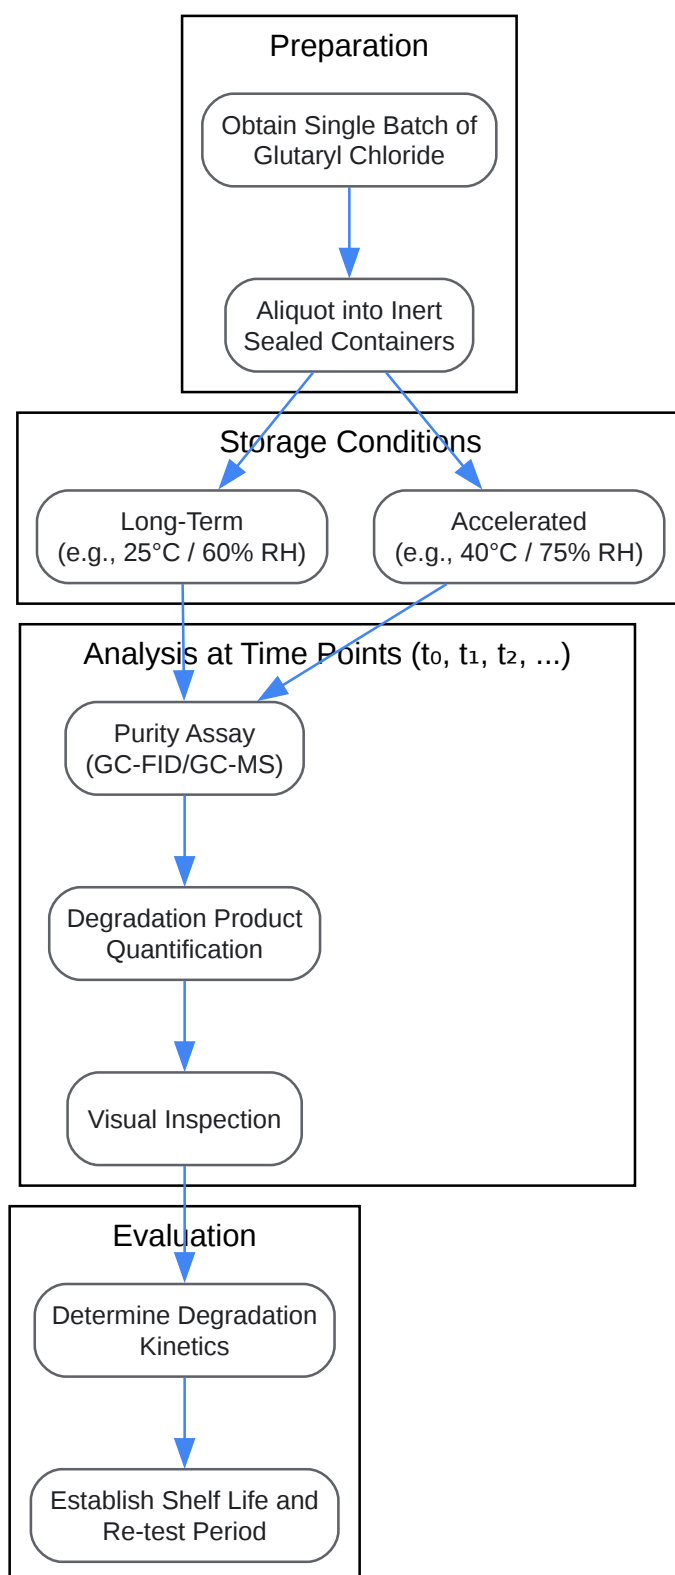 Preparation
Obtain Single Batch of
Glutaryl Chloride
Aliquot into Inert
Sealed Containers
Storage Conditions
Long-Term
(e.g., 25°C / 60% RH)
Accelerated
(e.g., 40°C / 75% RH)
Analysis at Time Points (t₀, t₁, t₂, ...)
Purity Assay
(GC-FID/GC-MS)
Degradation Product
Quantification
Visual Inspection
Evaluation
Determine Degradation
Kinetics
Establish Shelf Life and
Re-test Period